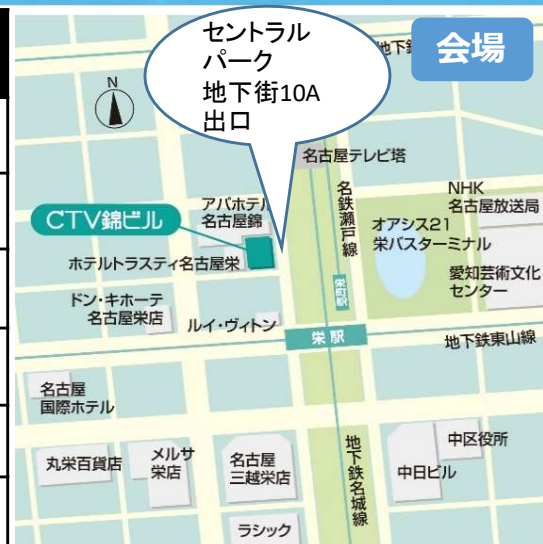 セントラル
パーク
地下街10A
出口
会場
N
地下鉄
名古屋テレビ塔
アパホテル
名古屋錦
CTV錦ビル
ホテルトラスティ名古屋栄
名鉄瀬戸線
NHK
名古屋放送局
オアシス21
栄バスターミナル
愛知芸術文化
センター
ドン・キホーテ
名古屋栄店
ルイ・ヴィトン
栄町駅
栄駅
地下鉄東山線
名古屋
国際ホテル
丸栄百貨店
メルサ
栄店
名古屋
三越栄店
地下鉄名城線
中区役所
中日ビル
ラシック